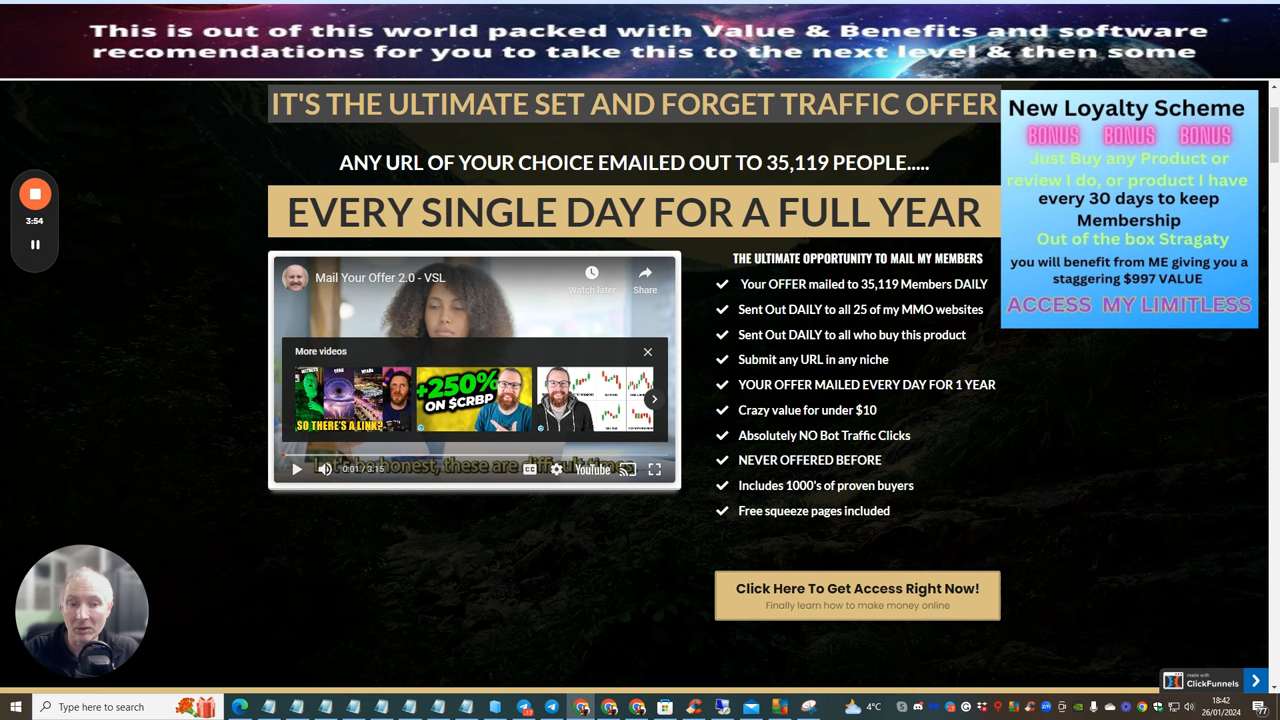 This is out of this world packed with Value & Benefits and software
recomendations for you to take this to the next level & then some
IT'S THE ULTIMATE SET AND FORGET TRAFFIC OFFER
ANY URL OF YOUR CHOICE EMAILED OUT TO 35,119 PEOPLE.....
EVERY SINGLE DAY FOR A FULL YEAR
New Loyalty Scheme
BONUS BONUS BONUS
Just Buy any Product or
review I do, or product I have
every 30 days to keep
Membership
Out of the box Stragaty
you will benefit from ME giving you a
staggering $997 VALUE
ACCESS MY LIMITLESS
3:54
Mail Your Offer 2.0 - VSL
Watch later
Share
More videos
WITNESS
SO THERE'S A LINK?
+250%
ON $CRBP
0:01 / 3:15
CC
YouTube
THE ULTIMATE OPPORTUNITY TO MAIL MY MEMBERS
Your OFFER mailed to 35,119 Members DAILY
Sent Out DAILY to all 25 of my MMO websites
Sent Out DAILY to all who buy this product
Submit any URL in any niche
YOUR OFFER MAILED EVERY DAY FOR 1 YEAR
Crazy value for under $10
Absolutely NO Bot Traffic Clicks
NEVER OFFERED BEFORE
Includes 1000's of proven buyers
Free squeeze pages included
Click Here To Get Access Right Now!
Finally learn how to make money online
made with
ClickFunnels
Type here to search
4°C
18:42
26/01/2024